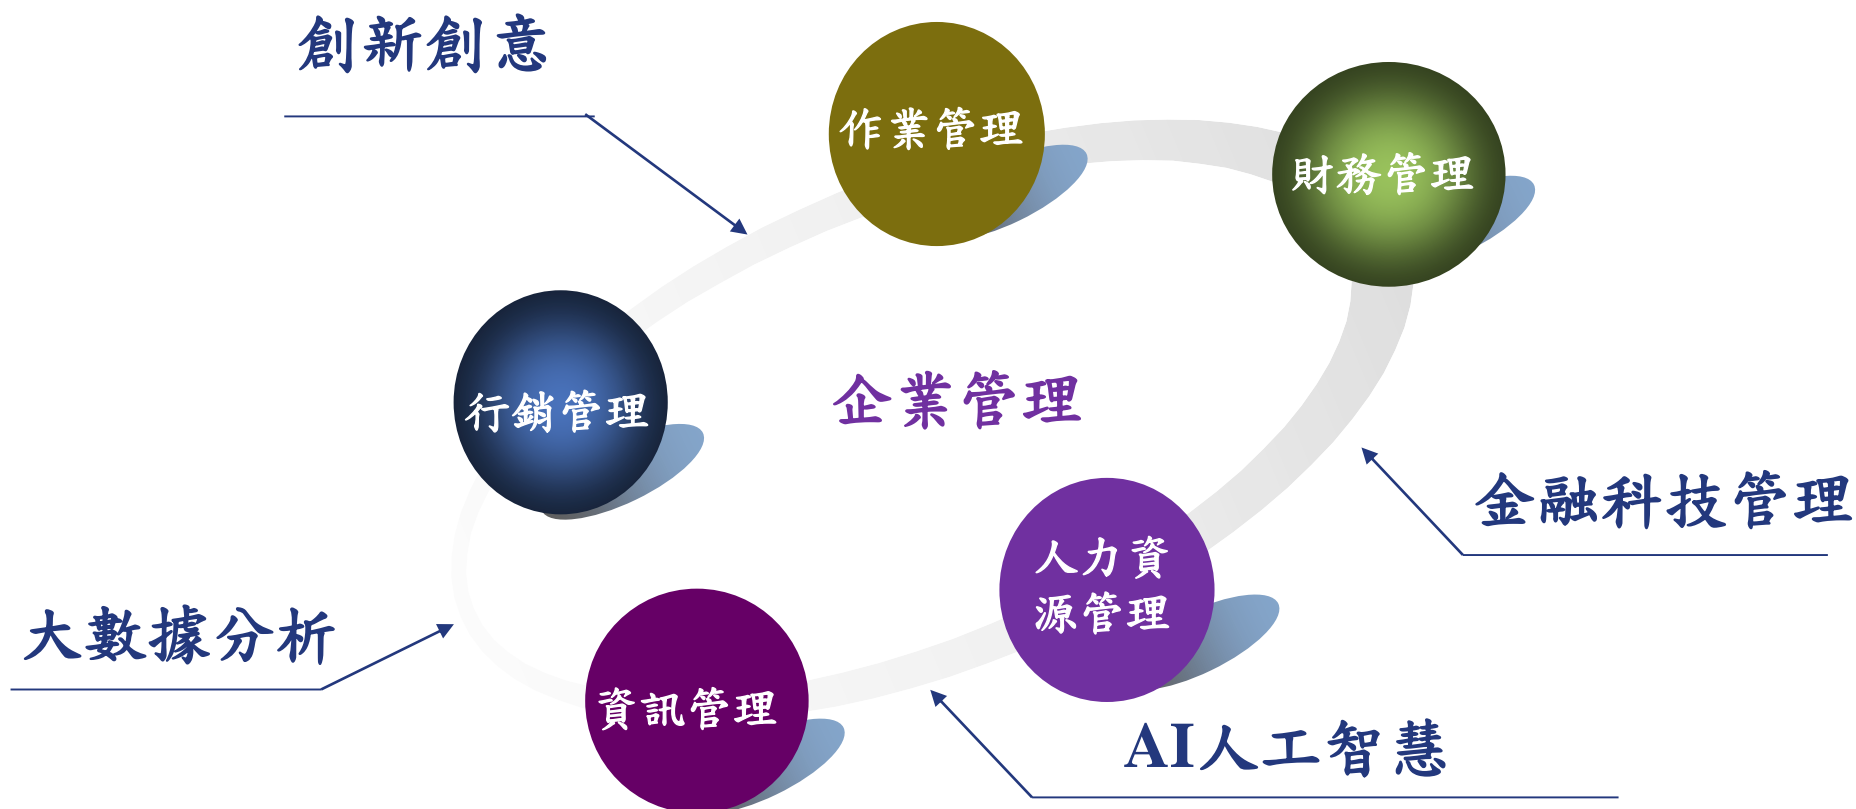 創新創意
作業管理
財務管理
行銷管理
企業管理
金融科技管理
人力資
源管理
大數據分析
資訊管理
AI人工智慧